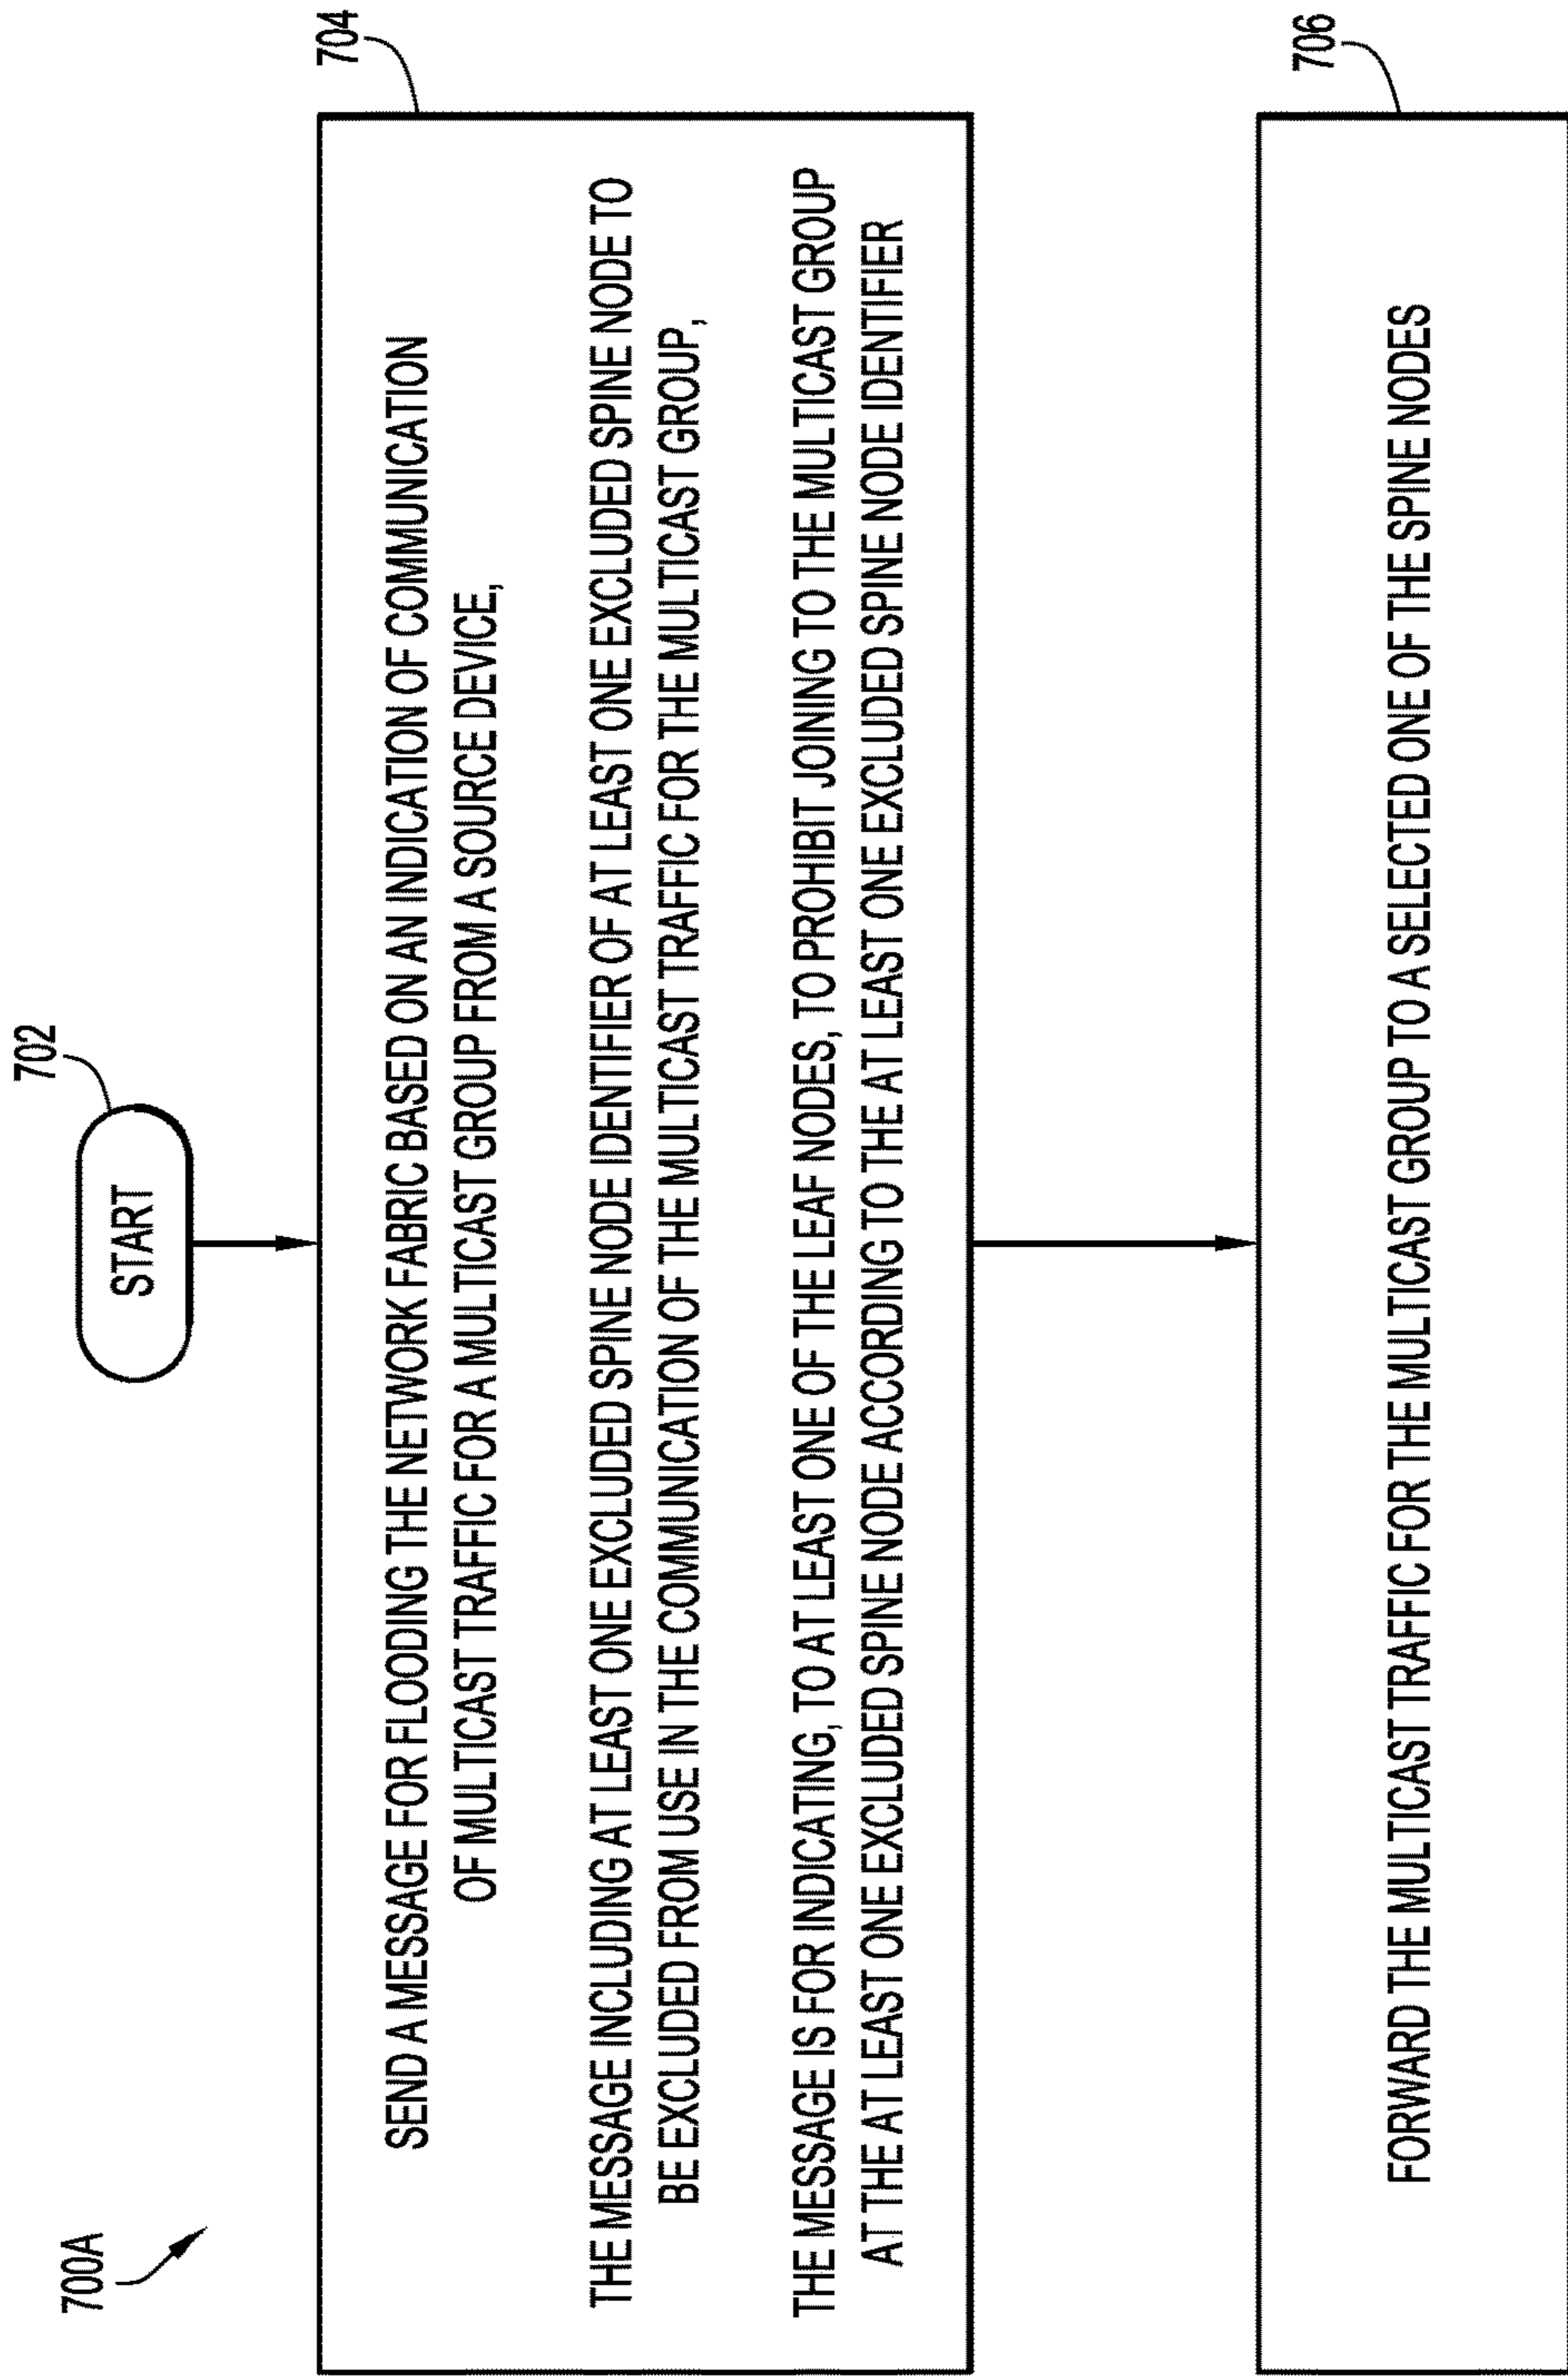 700A
702
START
704
SEND A MESSAGE FOR FLOODING THE NETWORK FABRIC BASED ON AN INDICATION OF COMMUNICATION
OF MULTICAST TRAFFIC FOR A MULTICAST GROUP FROM A SOURCE DEVICE,
THE MESSAGE INCLUDING AT LEAST ONE EXCLUDED SPINE NODE IDENTIFIER OF AT LEAST ONE EXCLUDED SPINE NODE TO
BE EXCLUDED FROM USE IN THE COMMUNICATION OF THE MULTICAST TRAFFIC FOR THE MULTICAST GROUP,
THE MESSAGE IS FOR INDICATING, TO AT LEAST ONE OF THE LEAF NODES, TO PROHIBIT JOINING TO THE MULTICAST GROUP
AT THE AT LEAST ONE EXCLUDED SPINE NODE ACCORDING TO THE AT LEAST ONE EXCLUDED SPINE NODE IDENTIFIER
706
FORWARD THE MULTICAST TRAFFIC FOR THE MULTICAST GROUP TO A SELECTED ONE OF THE SPINE NODES